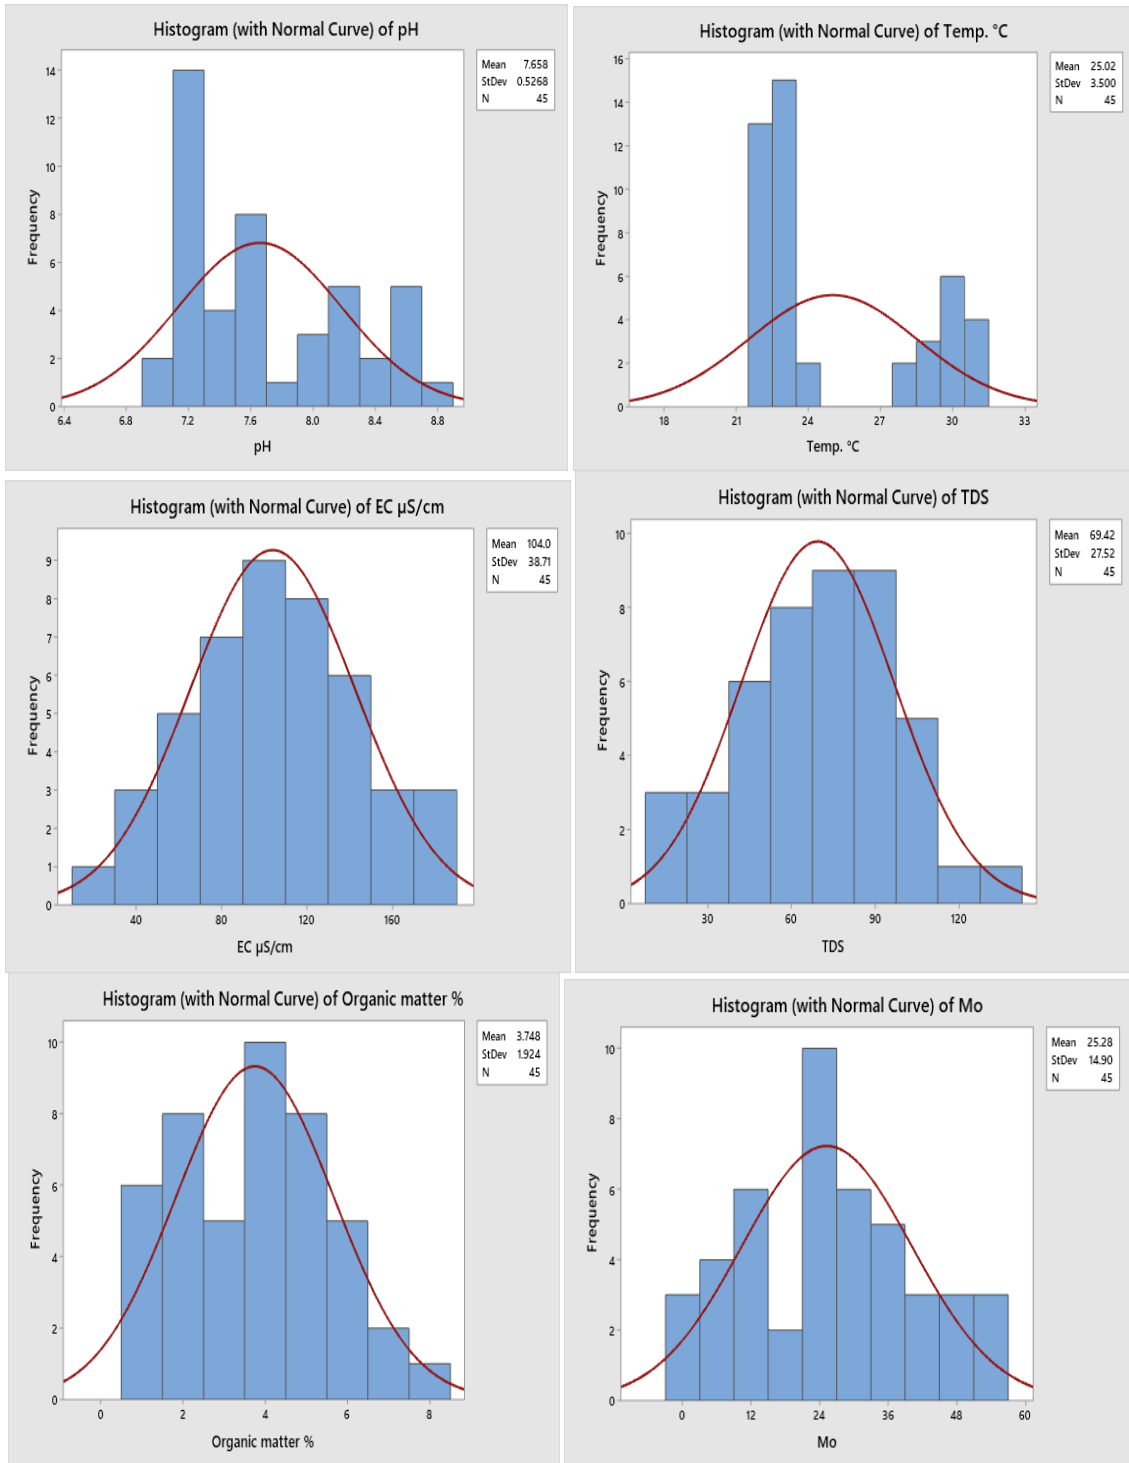 Histogram (with Normal Curve) of pH
Mean 7.658
StDev 0.5268
N 45
14
12
10
8
6
4
2
0
Frequency
6.4 6.8 7.2 7.6 8.0 8.4 8.8
pH
Histogram (with Normal Curve) of Temp. °C
Mean 25.02
StDev 3.500
N 45
16
14
12
10
8
6
4
2
0
Frequency
18 21 24 27 30 33
Temp. °C
Histogram (with Normal Curve) of EC µS/cm
Mean 104.0
StDev 38.71
N 45
9
8
7
6
5
4
3
2
1
0
Frequency
40 80 120 160
EC µS/cm
Histogram (with Normal Curve) of TDS
Mean 69.42
StDev 27.52
N 45
10
8
6
4
2
0
Frequency
30 60 90 120
TDS
Histogram (with Normal Curve) of Organic matter %
Mean 3.748
StDev 1.924
N 45
10
8
6
4
2
0
Frequency
0 2 4 6 8
Organic matter %
Histogram (with Normal Curve) of Mo
Mean 25.28
StDev 14.90
N 45
10
8
6
4
2
0
Frequency
0 12 24 36 48 60
Mo